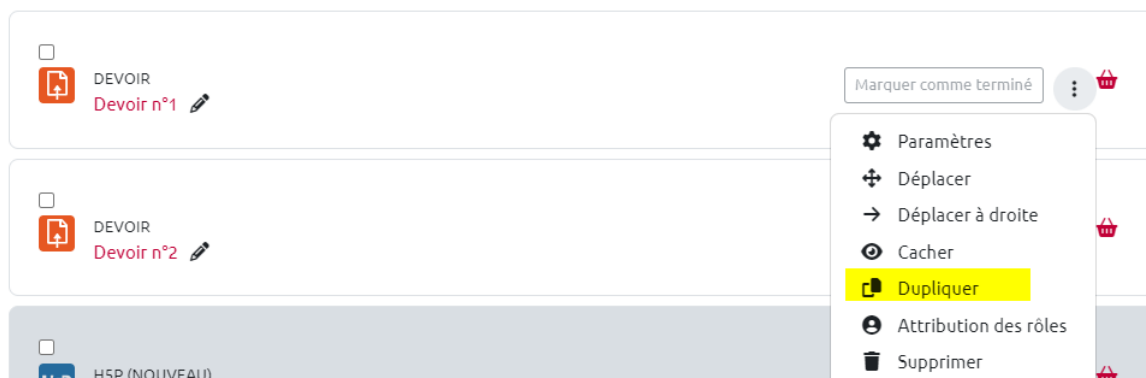 DEVOIR
Devoir n°1
Marquer comme terminé
Paramètres
Déplacer
Déplacer à droite
Cacher
Dupliquer
Attribution des rôles
Supprimer
DEVOIR
Devoir n°2
H5P (NOUVEAU)